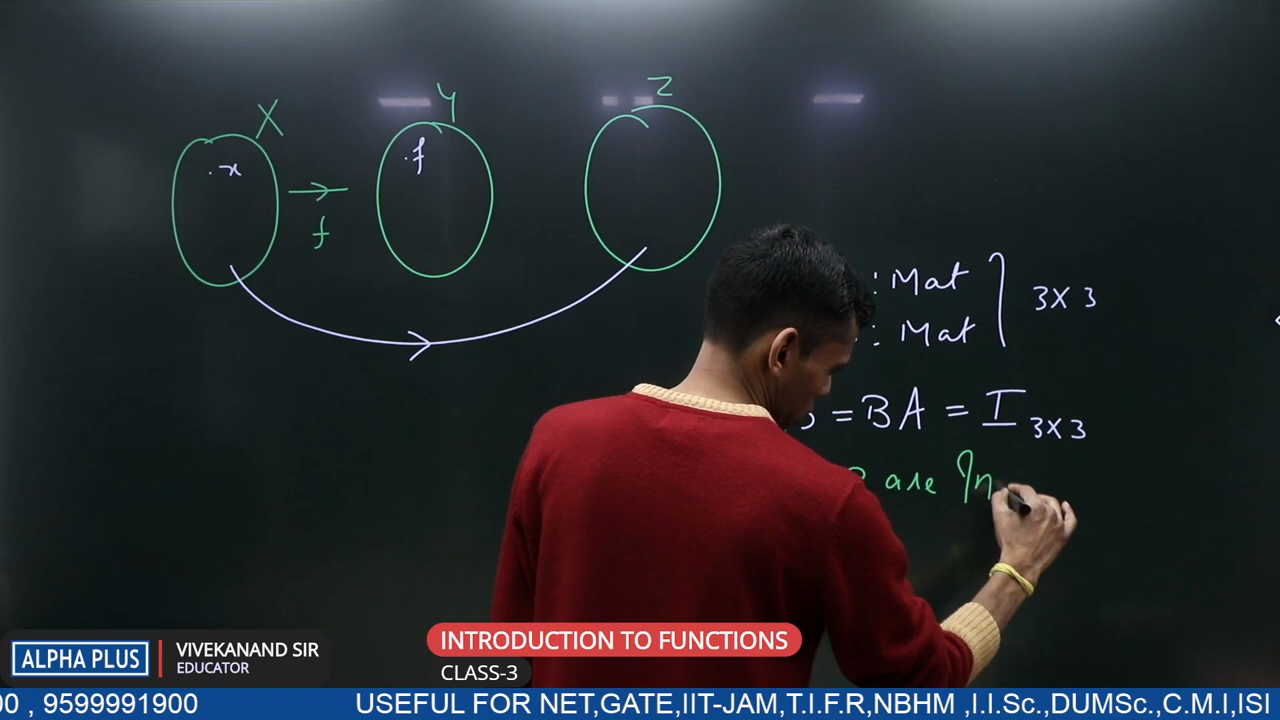 X
Y
Z
.x
.f
f
: Mat
3X3
: Mat
= BA = I 3X3
are In
ALPHA PLUS
VIVEKANAND SIR
EDUCATOR
INTRODUCTION TO FUNCTIONS
CLASS-3
00 , 9599991900
USEFUL FOR NET,GATE,IIT-JAM,T.I.F.R,NBHM ,I.I.Sc.,DUMSc.,C.M.I,ISI